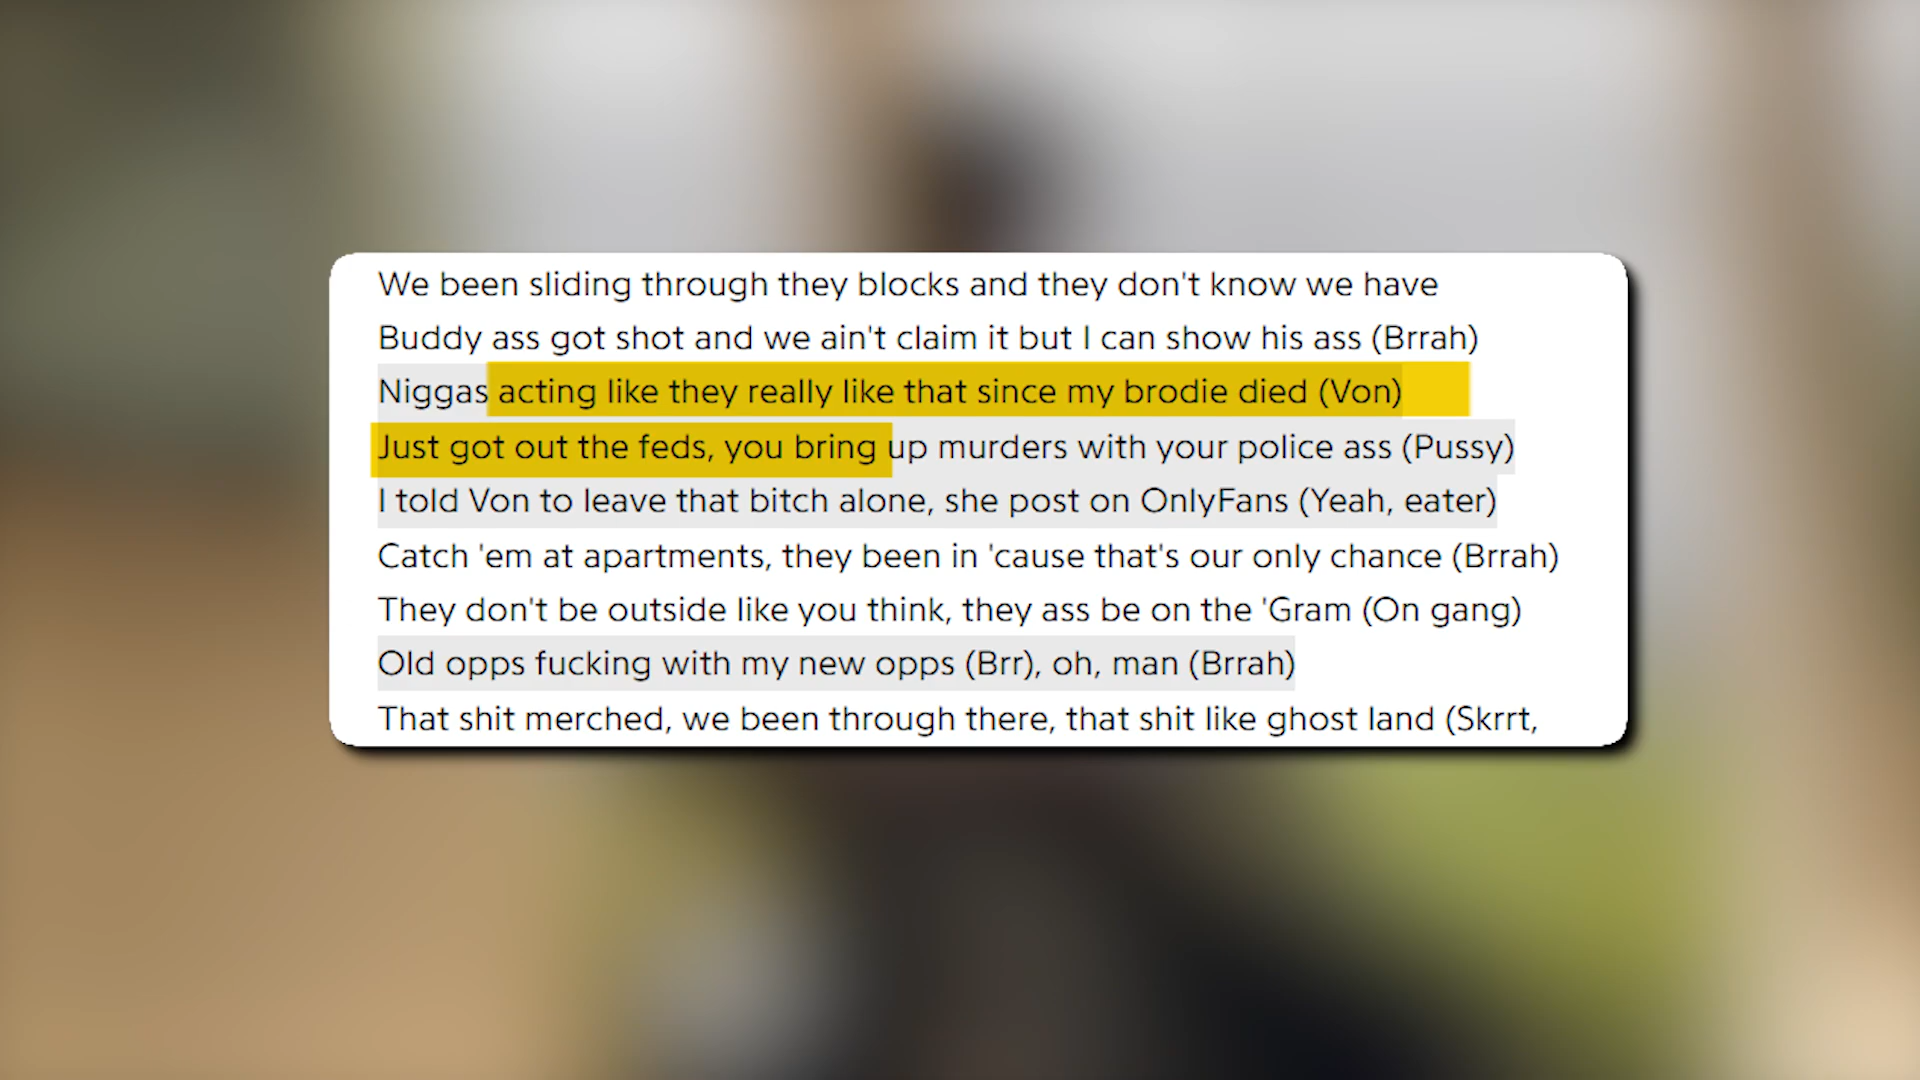 We been sliding through they blocks and they don't know we have
Buddy ass got shot and we ain't claim it but I can show his ass (Brrah)
Niggas acting like they really like that since my brodie died (Von)
Just got out the feds, you bring up murders with your police ass (Pussy)
I told Von to leave that bitch alone, she post on OnlyFans (Yeah, eater)
Catch 'em at apartments, they been in 'cause that's our only chance (Brrah)
They don't be outside like you think, they ass be on the 'Gram (On gang)
Old opps fucking with my new opps (Brr), oh, man (Brrah)
That shit merched, we been through there, that shit like ghost land (Skrrt,